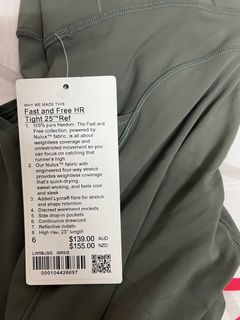 WHY WE MADE THIS
Fast and Free HR
Tight 25"*Ref
1 100% pure freedom. The Fast and
Free collection, powered by
Nulux™ fabric, is all about
weightless coverage and
unrestricted movement so you
can focus on catching that
runner's high
2 Our Nulux™ fabric with
engineered four-way stretch
provides weightless coverage
that's quick-drying,
sweat-wicking, and feels cool
and sleek
3 Added Lycra® fibre for stretch
and shape retention
4 Discreet waistband pockets
5 Side drop-in pockets
6 Continuous drawcord
7 Reflective details
8 High rise, 25" length
6
$139.00 AUD
$155.00 NZD
LW5BJGS GRGQ
000104426697